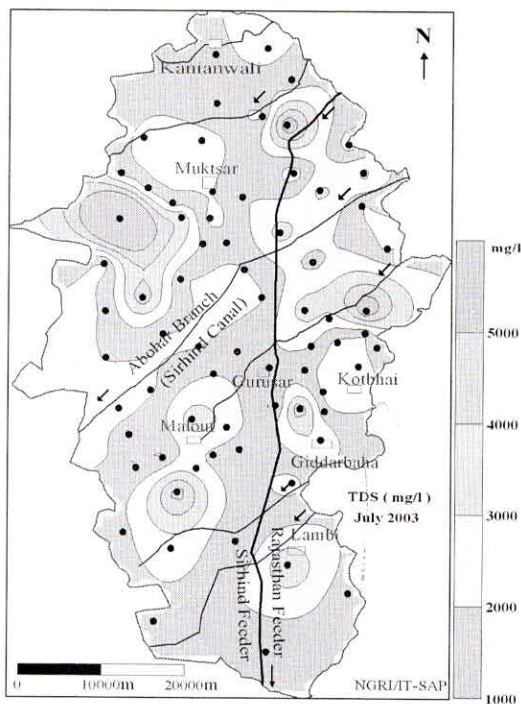 N
Kanianwali
mg/l
Muktsar
5000
Abohar Branch
(Sirhind Canal)
Gurusar
Kotbhai
4000
Malout
Giddarbaha
TDS ( mg/l )
July 2003
3000
Lambi
Sirhind Feeder
Rajasthan Feeder
2000
0 10000m 20000m
NGRI/IT-SAP
1000